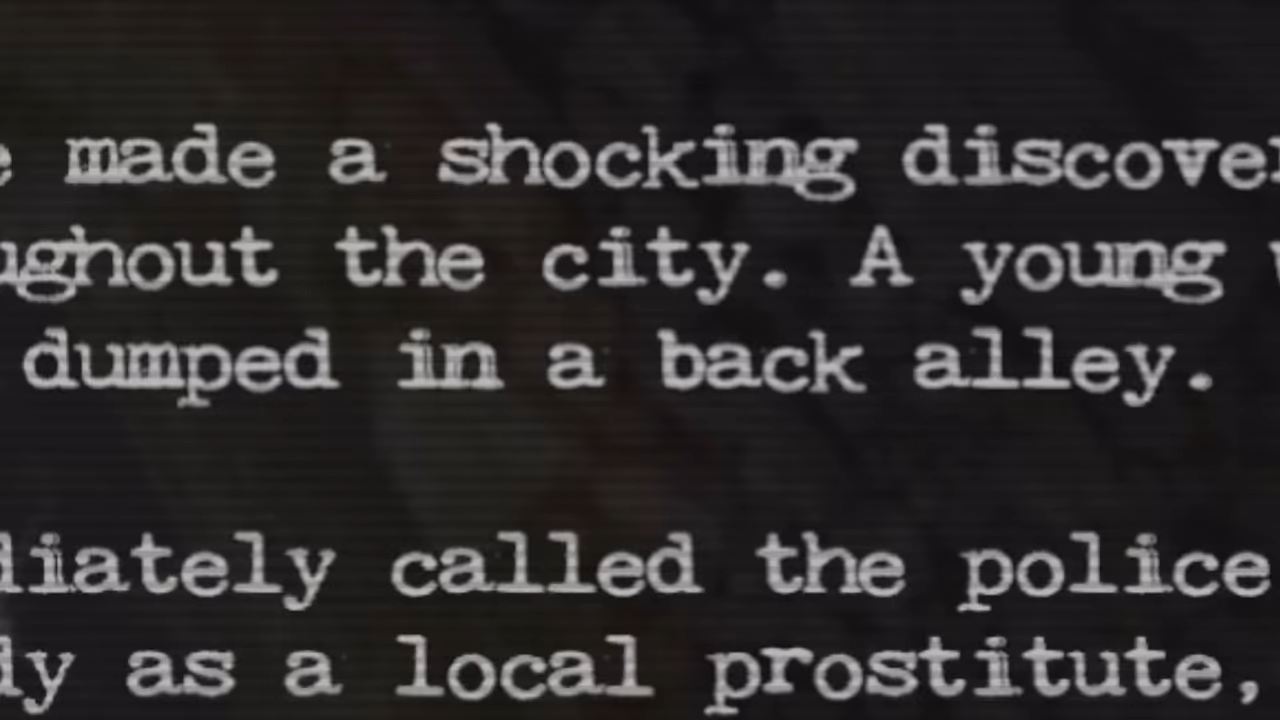 made a shocking
the city. A young
dumped in a back alley.
called the police
as a local prostitute,